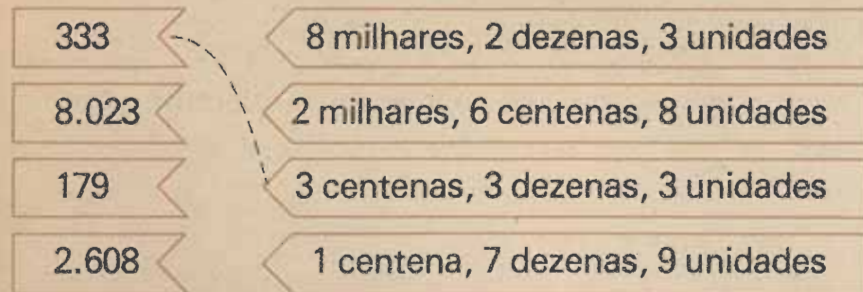 333 8 milhares, 2 dezenas, 3 unidades
8.023 2 milhares, 6 centenas, 8 unidades
179 3 centenas, 3 dezenas, 3 unidades
2.608 1 centena, 7 dezenas, 9 unidades